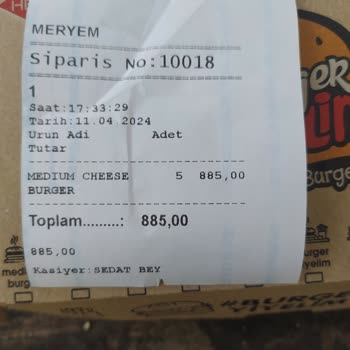 MERYEM
Siparis No:10018
1
Saat:17:33:29
Tarih:11.04.2024
Urun Adi Adet
Tutar
MEDIUM CHEESE 5 885,00
BURGER
Toplam.........: 885,00
885,00
Kasiyer:SEDAT BEY